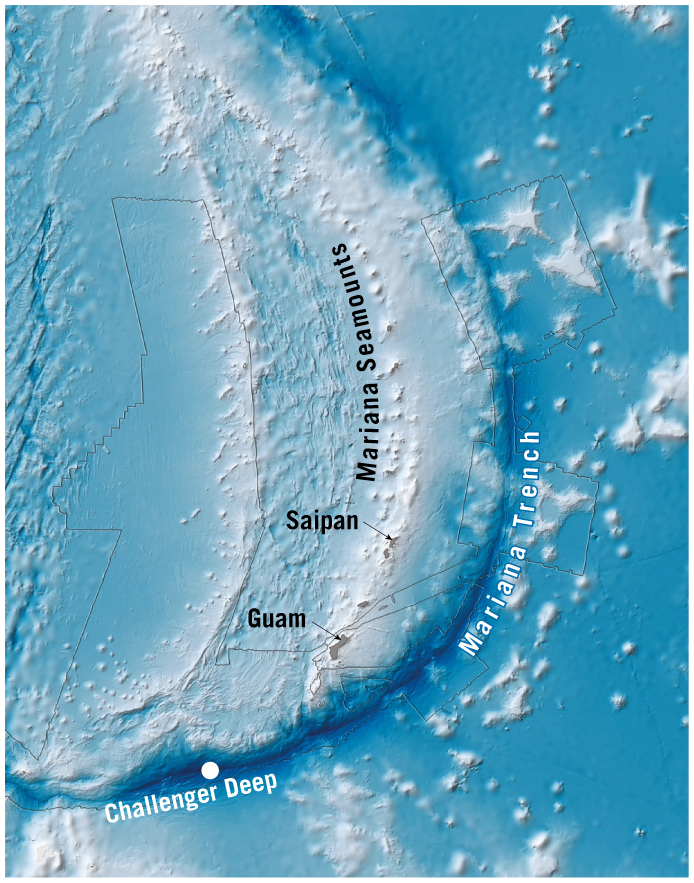 Mariana Seamounts
Mariana Trench
Saipan
Guam
Challenger Deep